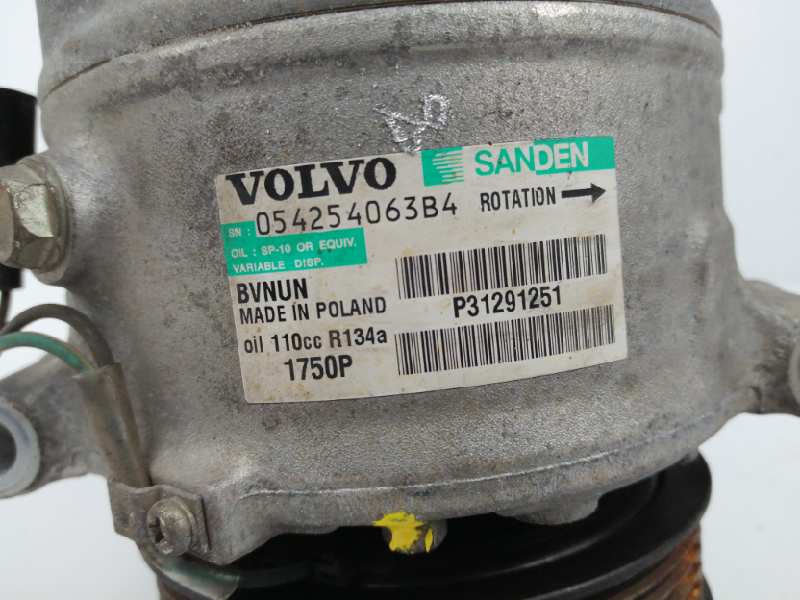 VOLVO SANDEN
SN : 054254063B4 ROTATION
OIL : SP-10 OR EQUIV.
VARIABLE DISP.
BVNUN
MADE IN POLAND P31291251
oil 110cc R134a
1750P